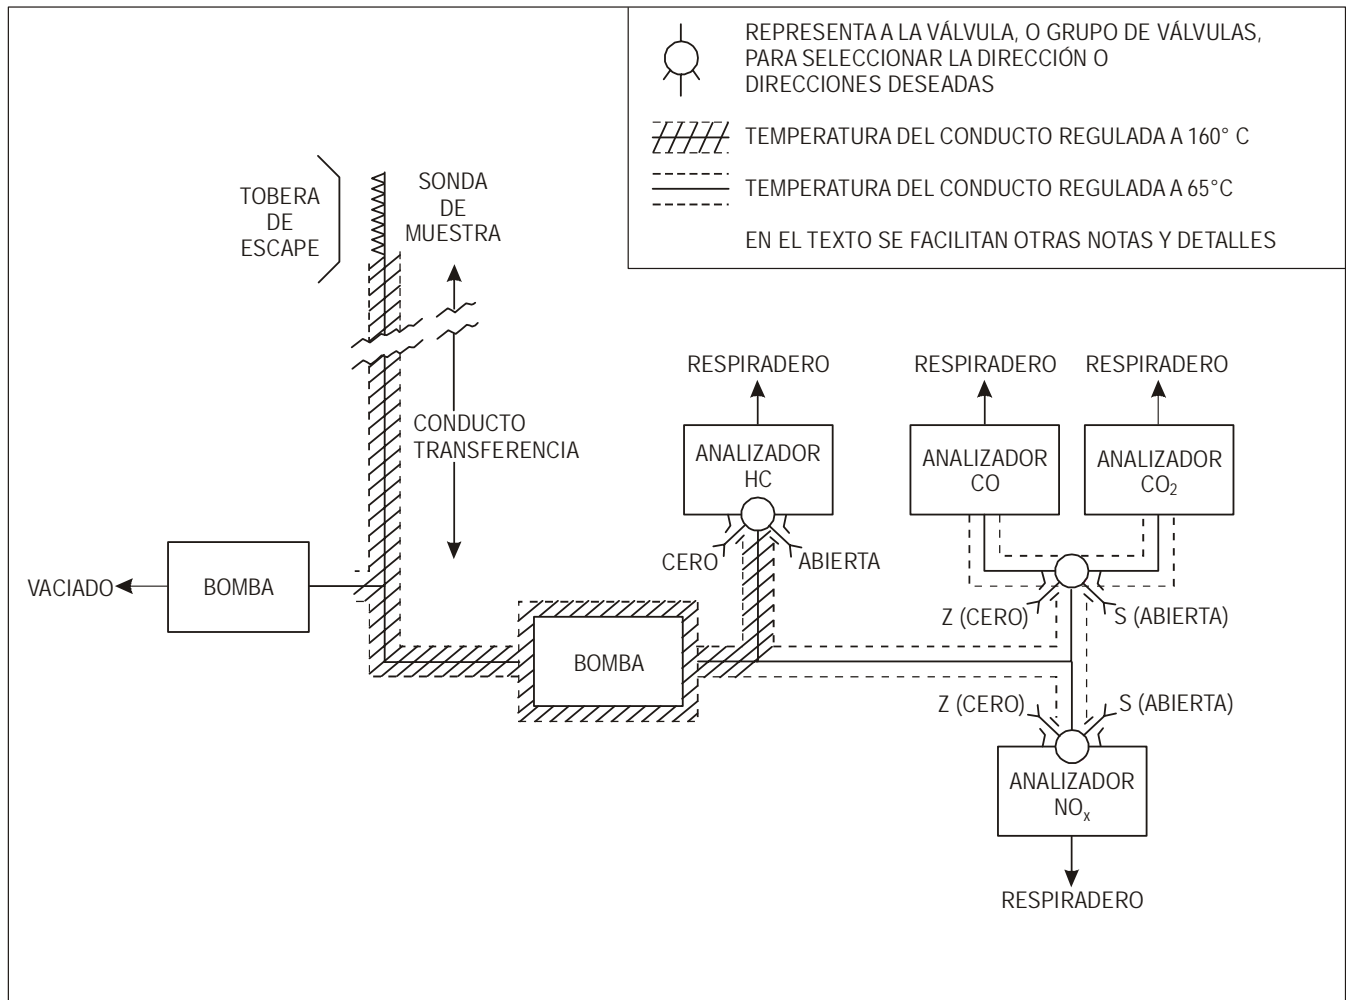 REPRESENTA A LA VÁLVULA, O GRUPO DE VÁLVULAS,
PARA SELECCIONAR LA DIRECCIÓN O
DIRECCIONES DESEADAS
TEMPERATURA DEL CONDUCTO REGULADA A 160° C
TEMPERATURA DEL CONDUCTO REGULADA A 65°C
EN EL TEXTO SE FACILITAN OTRAS NOTAS Y DETALLES
TOBERA
DE
ESCAPE
SONDA
DE
MUESTRA
CONDUCTO
TRANSFERENCIA
RESPIRADERO
RESPIRADERO
RESPIRADERO
ANALIZADOR
HC
ANALIZADOR
CO
ANALIZADOR
CO₂
CERO
ABIERTA
VACIADO
BOMBA
Z (CERO)
S (ABIERTA)
BOMBA
Z (CERO)
S (ABIERTA)
ANALIZADOR
NOₓ
RESPIRADERO